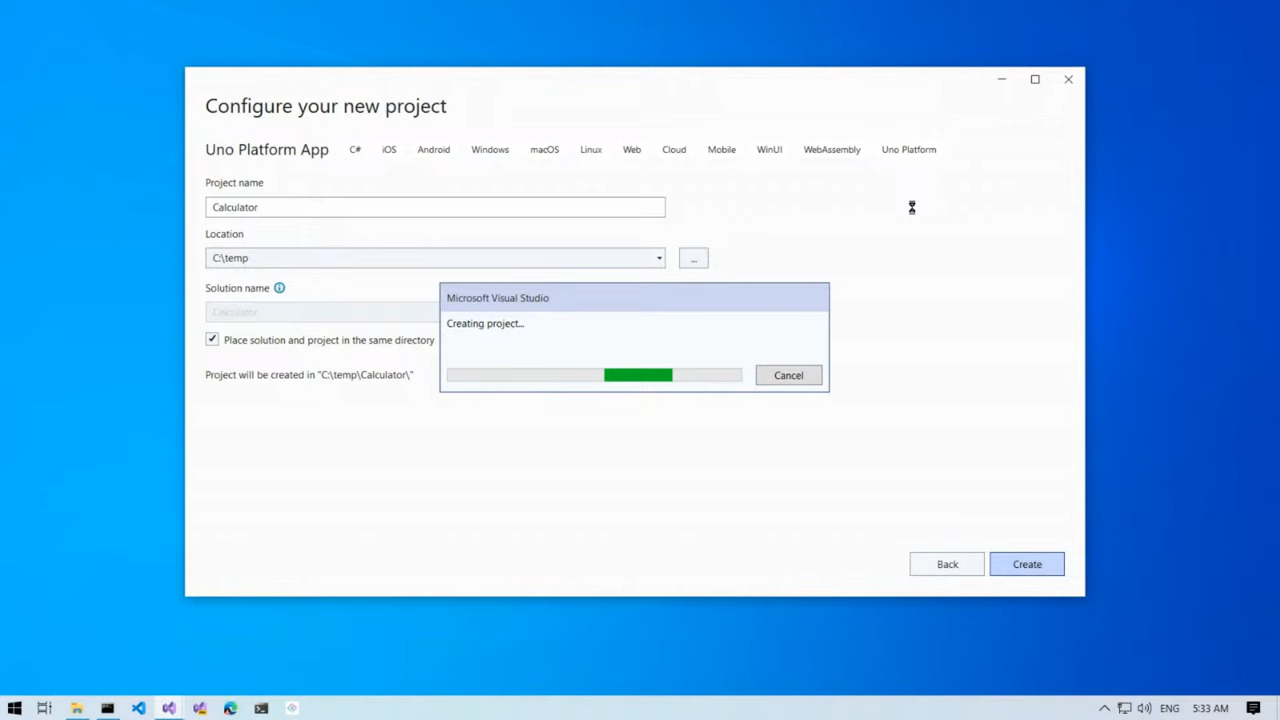 Configure your new project
Uno Platform App C# iOS Android Windows macOS Linux Web Cloud Mobile WinUI WebAssembly Uno Platform
Project name
Calculator
Location
C:\temp
...
Solution name
Calculator
Place solution and project in the same directory
Project will be created in "C:\temp\Calculator\"
Microsoft Visual Studio
Creating project...
Cancel
Back Create
ENG 5:33 AM